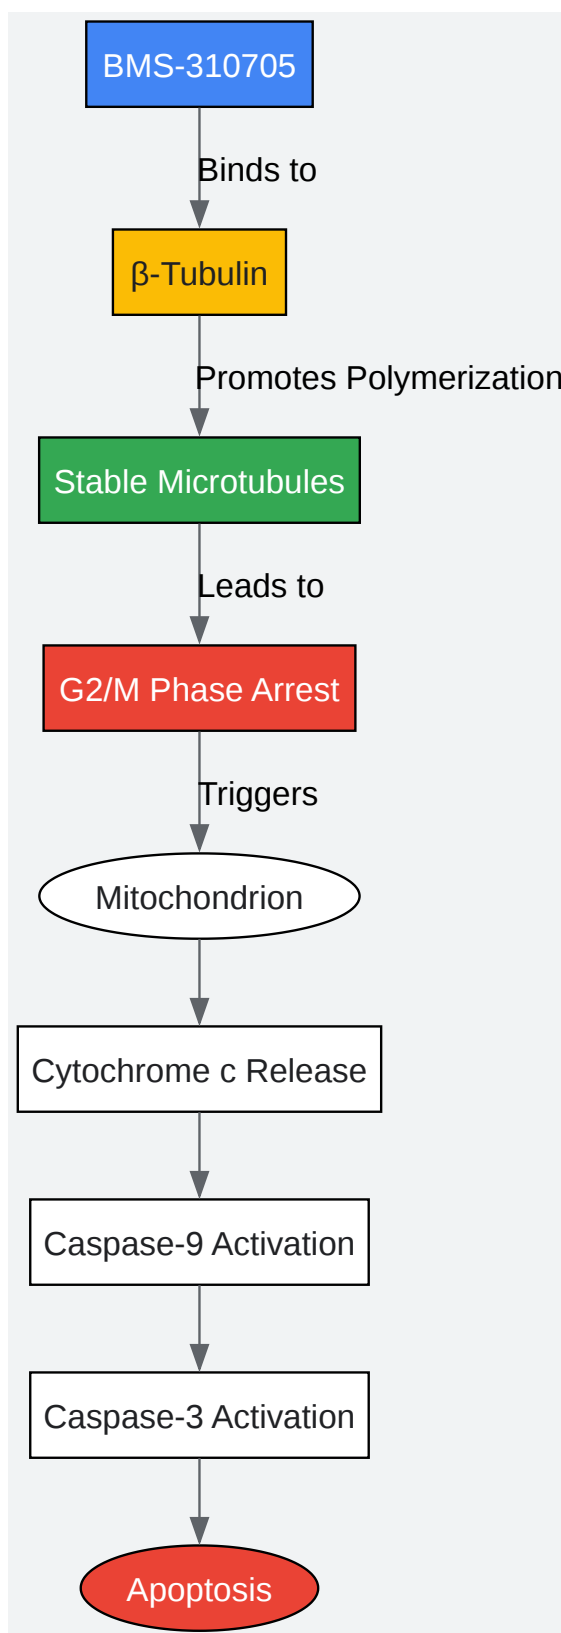 BMS-310705
Binds to
β-Tubulin
Promotes Polymerization
Stable Microtubules
Leads to
G2/M Phase Arrest
Triggers
Mitochondrion
Cytochrome c Release
Caspase-9 Activation
Caspase-3 Activation
Apoptosis